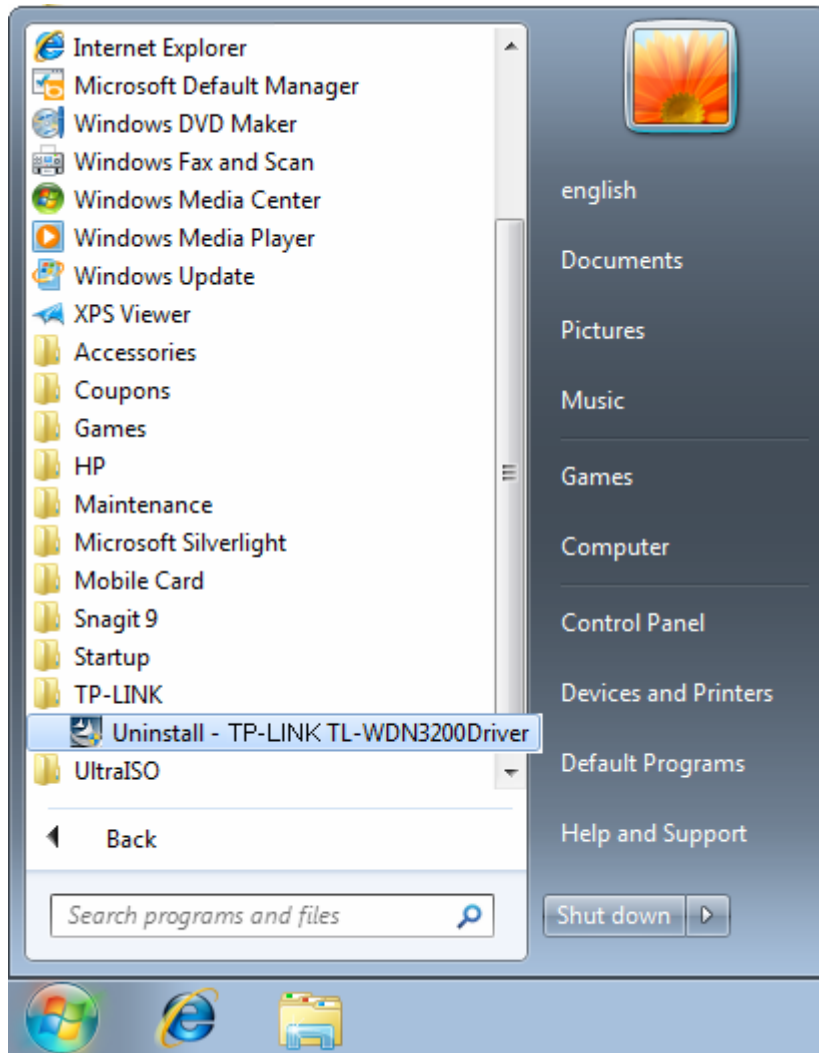 Internet Explorer
Microsoft Default Manager
Windows DVD Maker
Windows Fax and Scan
Windows Media Center
Windows Media Player
Windows Update
XPS Viewer
Accessories
Coupons
Games
HP
Maintenance
Microsoft Silverlight
Mobile Card
Snagit 9
Startup
TP-LINK
Uninstall - TP-LINK TL-WDN3200Driver
UltraISO
Back
Search programs and files
english
Documents
Pictures
Music
Games
Computer
Control Panel
Devices and Printers
Default Programs
Help and Support
Shut down